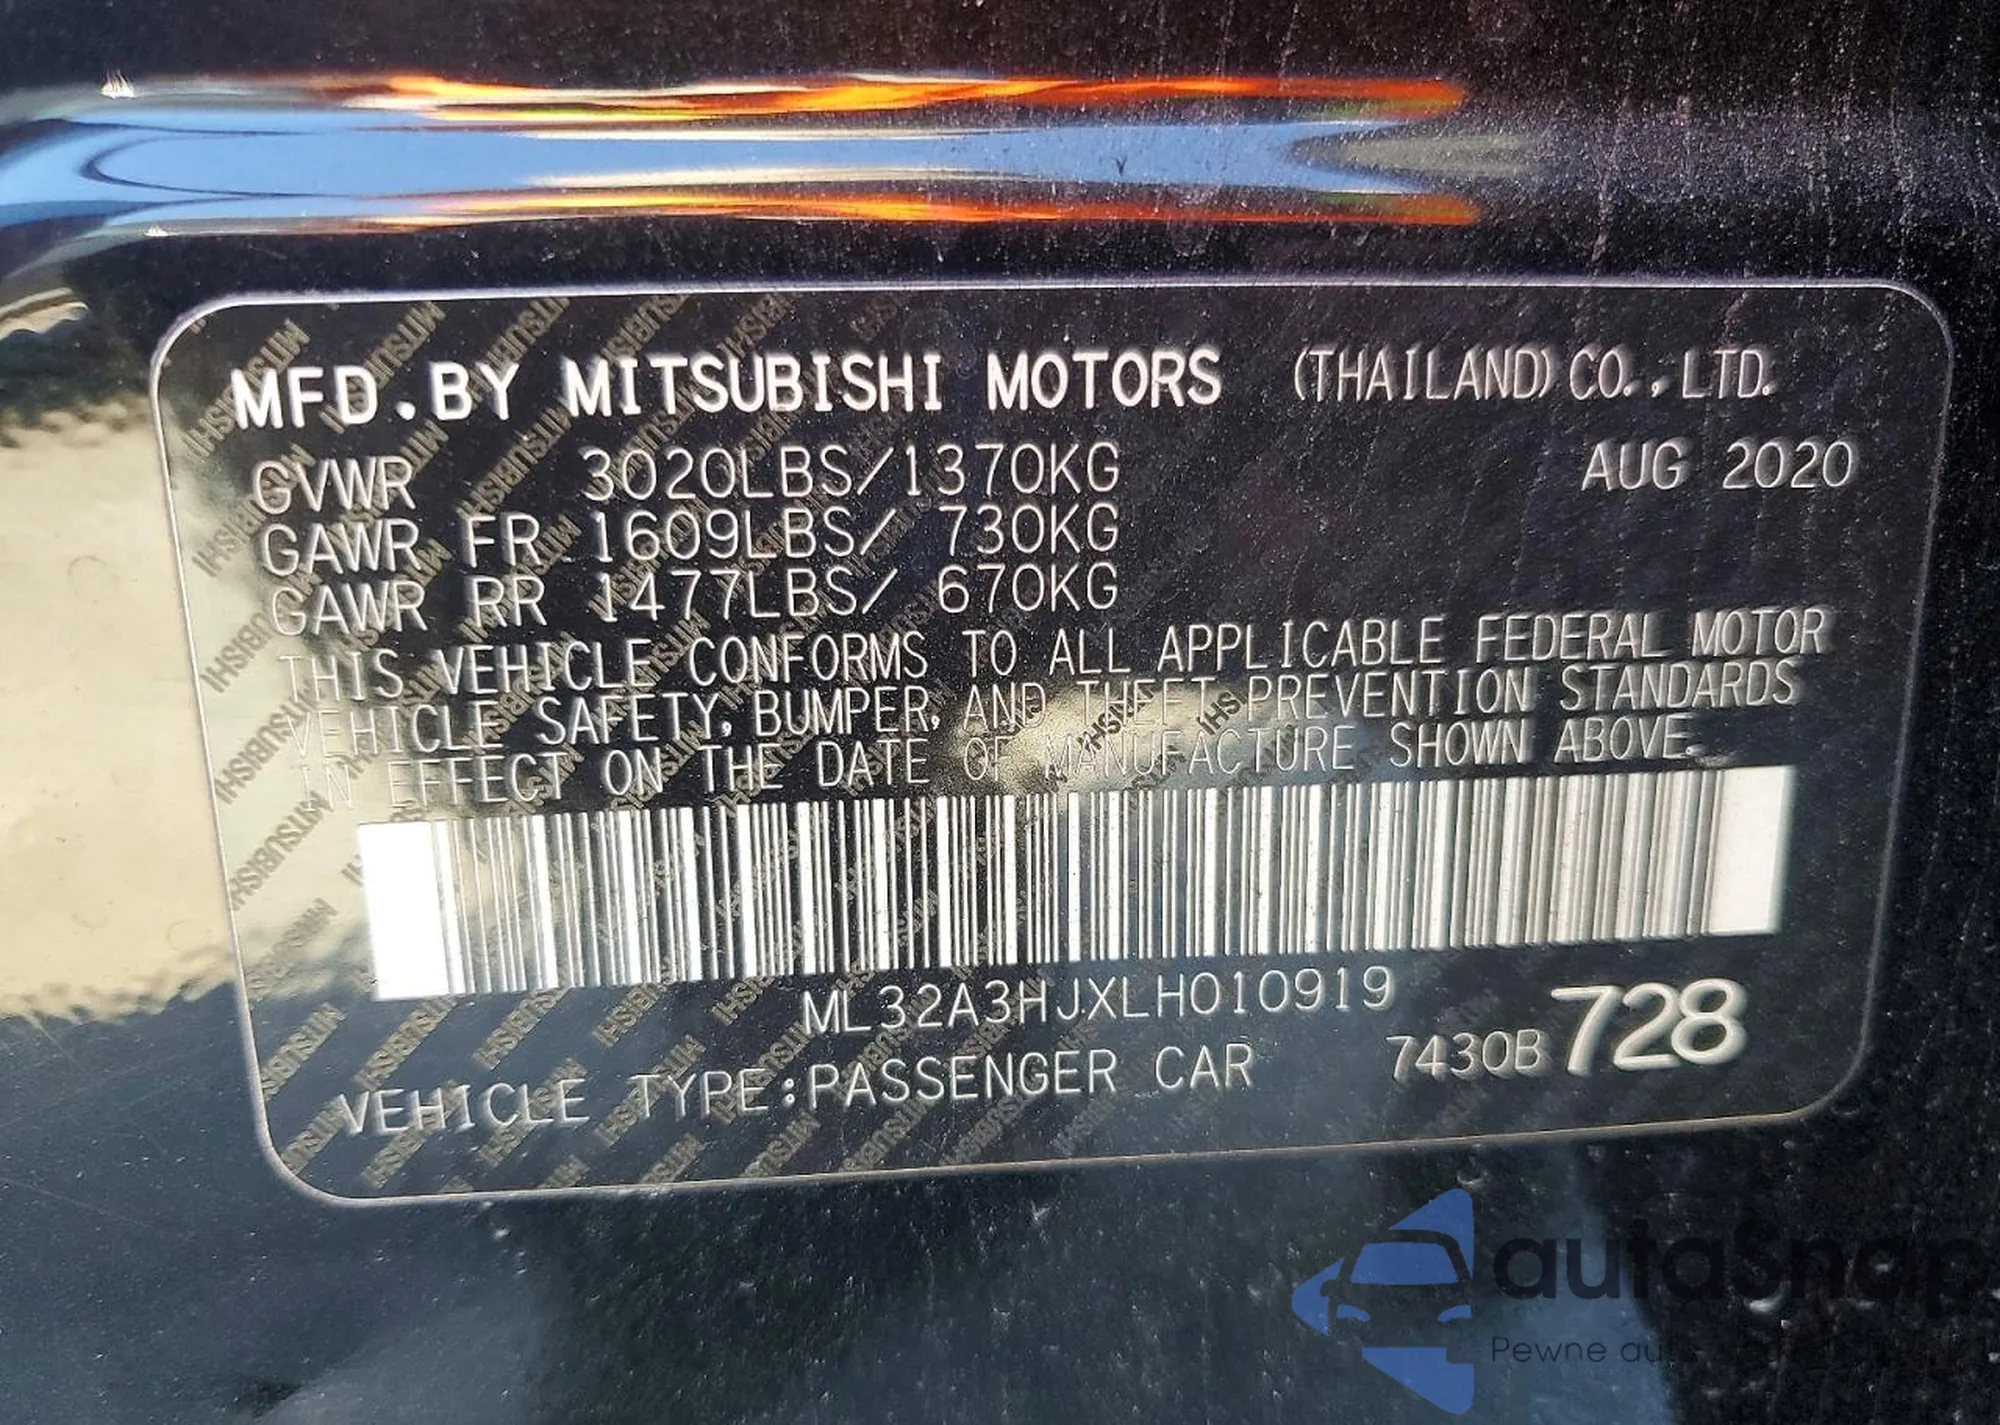 MFD.BY MITSUBISHI MOTORS (THAILAND) CO.,LTD.
GVWR 3020LBS/1370KG AUG 2020
GAWR FR 1609LBS/ 730KG
GAWR RR 1477LBS/ 670KG
THIS VEHICLE CONFORMS TO ALL APPLICABLE FEDERAL MOTOR
VEHICLE SAFETY, BUMPER, AND THEFT PREVENTION STANDARDS
IN EFFECT ON THE DATE OF MANUFACTURE SHOWN ABOVE.
ML32A3HJXLH010919
VEHICLE TYPE:PASSENGER CAR 7430B 728
autaSnap
Pewne auta